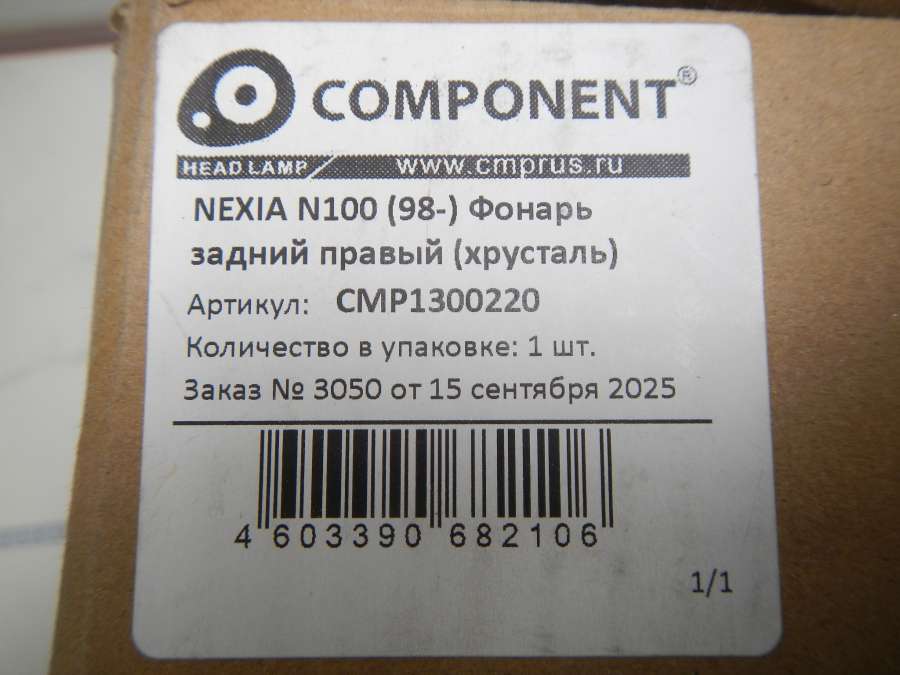 COMPONENT®
HEAD LAMP www.cmprus.ru
NEXIA N100 (98-) Фонарь
задний правый (хрусталь)
Артикул: CMP1300220
Количество в упаковке: 1 шт.
Заказ № 3050 от 15 сентября 2025
4 603390 682106
1/1